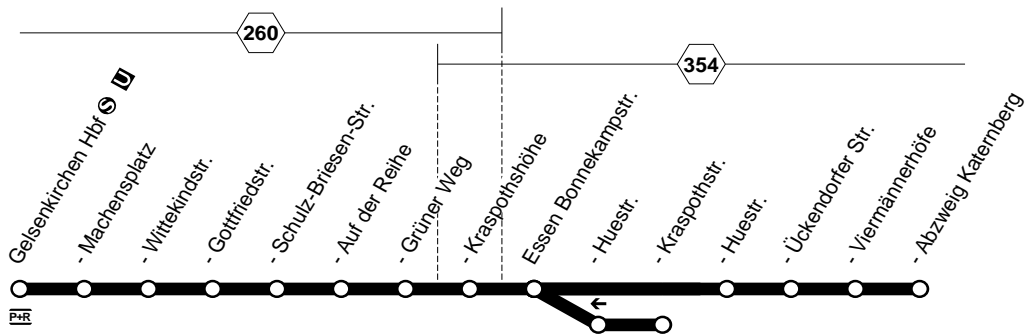 260
354
Gelsenkirchen Hbf S U
- Machensplatz
- Wittekindstr.
- Gottfriedstr.
- Schulz-Briesen-Str.
- Auf der Reihe
- Grüner Weg
- Kraspothshöhe
Essen Bonnekampstr.
- Huestr.
- Kraspothstr.
- Huestr.
- Ückendorfer Str.
- Viermännerhöfe
- Abzweig Katernberg
P+R